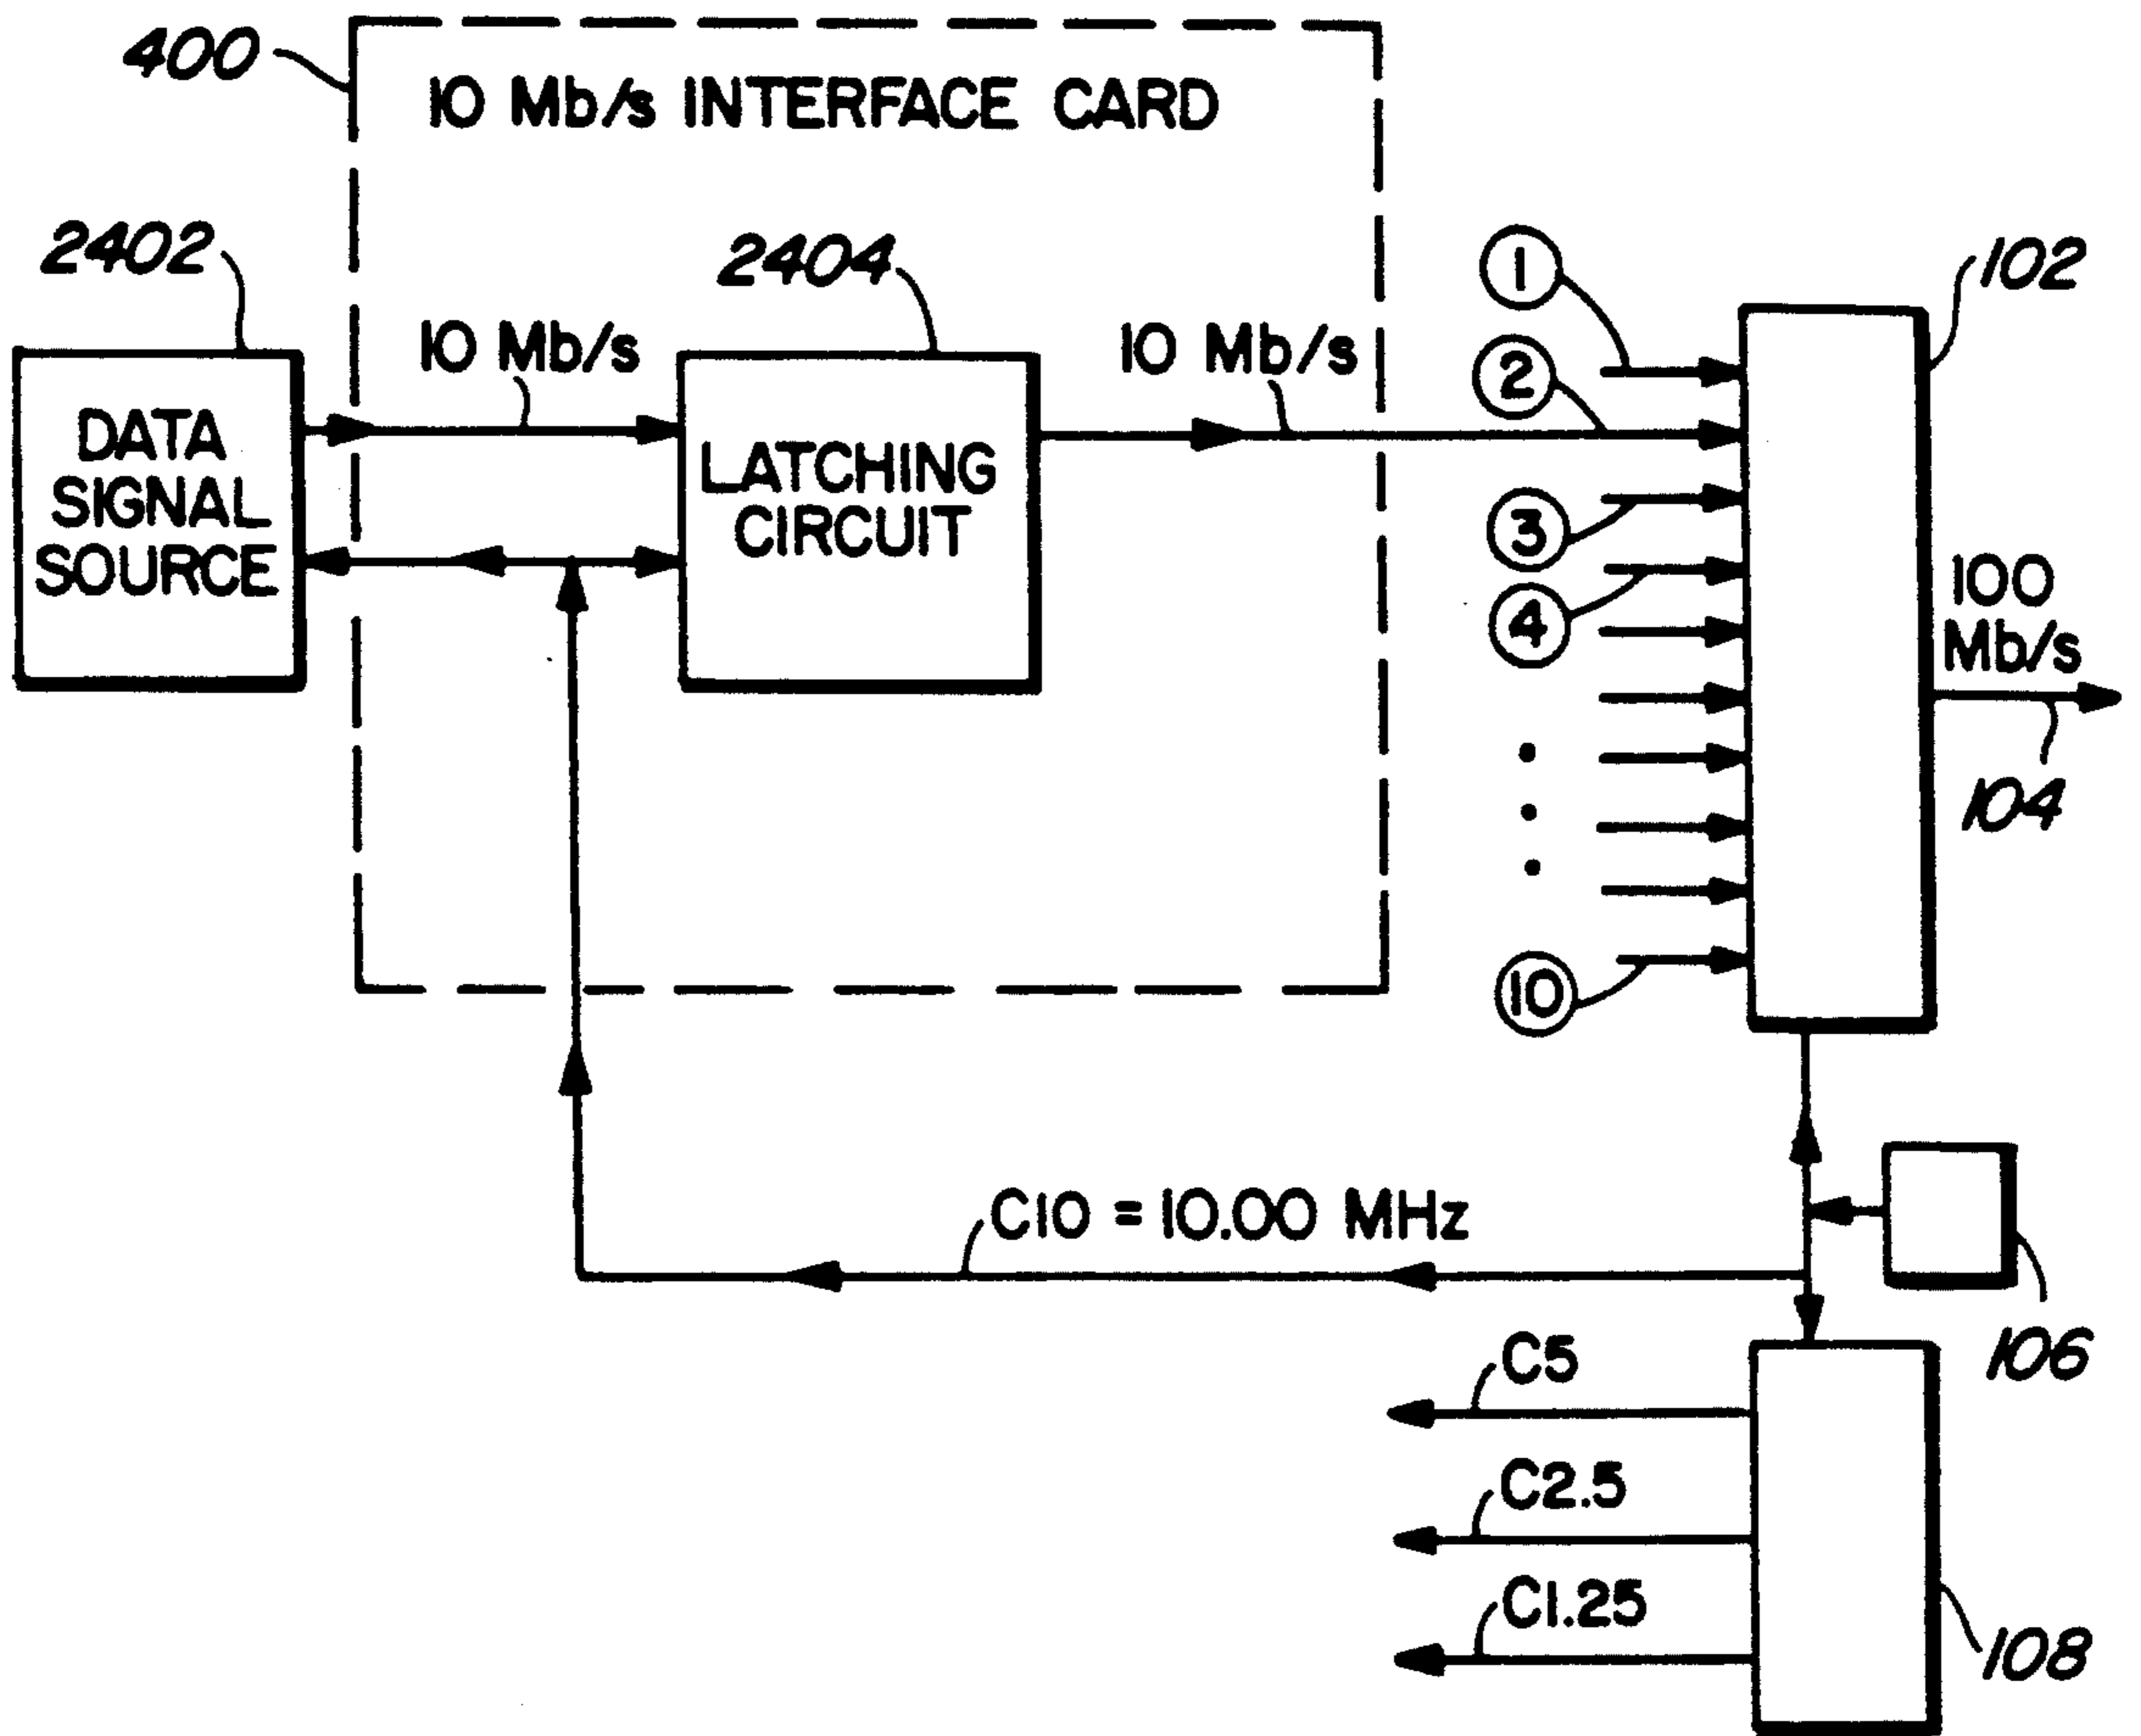 400
10 Mb/s INTERFACE CARD
2402
2404
1
102
10 Mb/s
10 Mb/s
2
DATA
SIGNAL
SOURCE
LATCHING
CIRCUIT
3
4
100
Mb/s
104
10
C10 = 10.00 MHz
106
C5
C2.5
C1.25
108